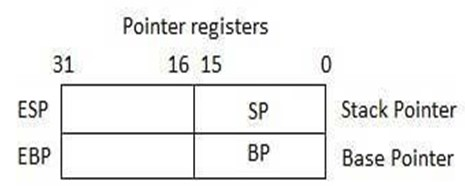 Pointer registers
31 16 15 0
ESP SP Stack Pointer
EBP BP Base Pointer